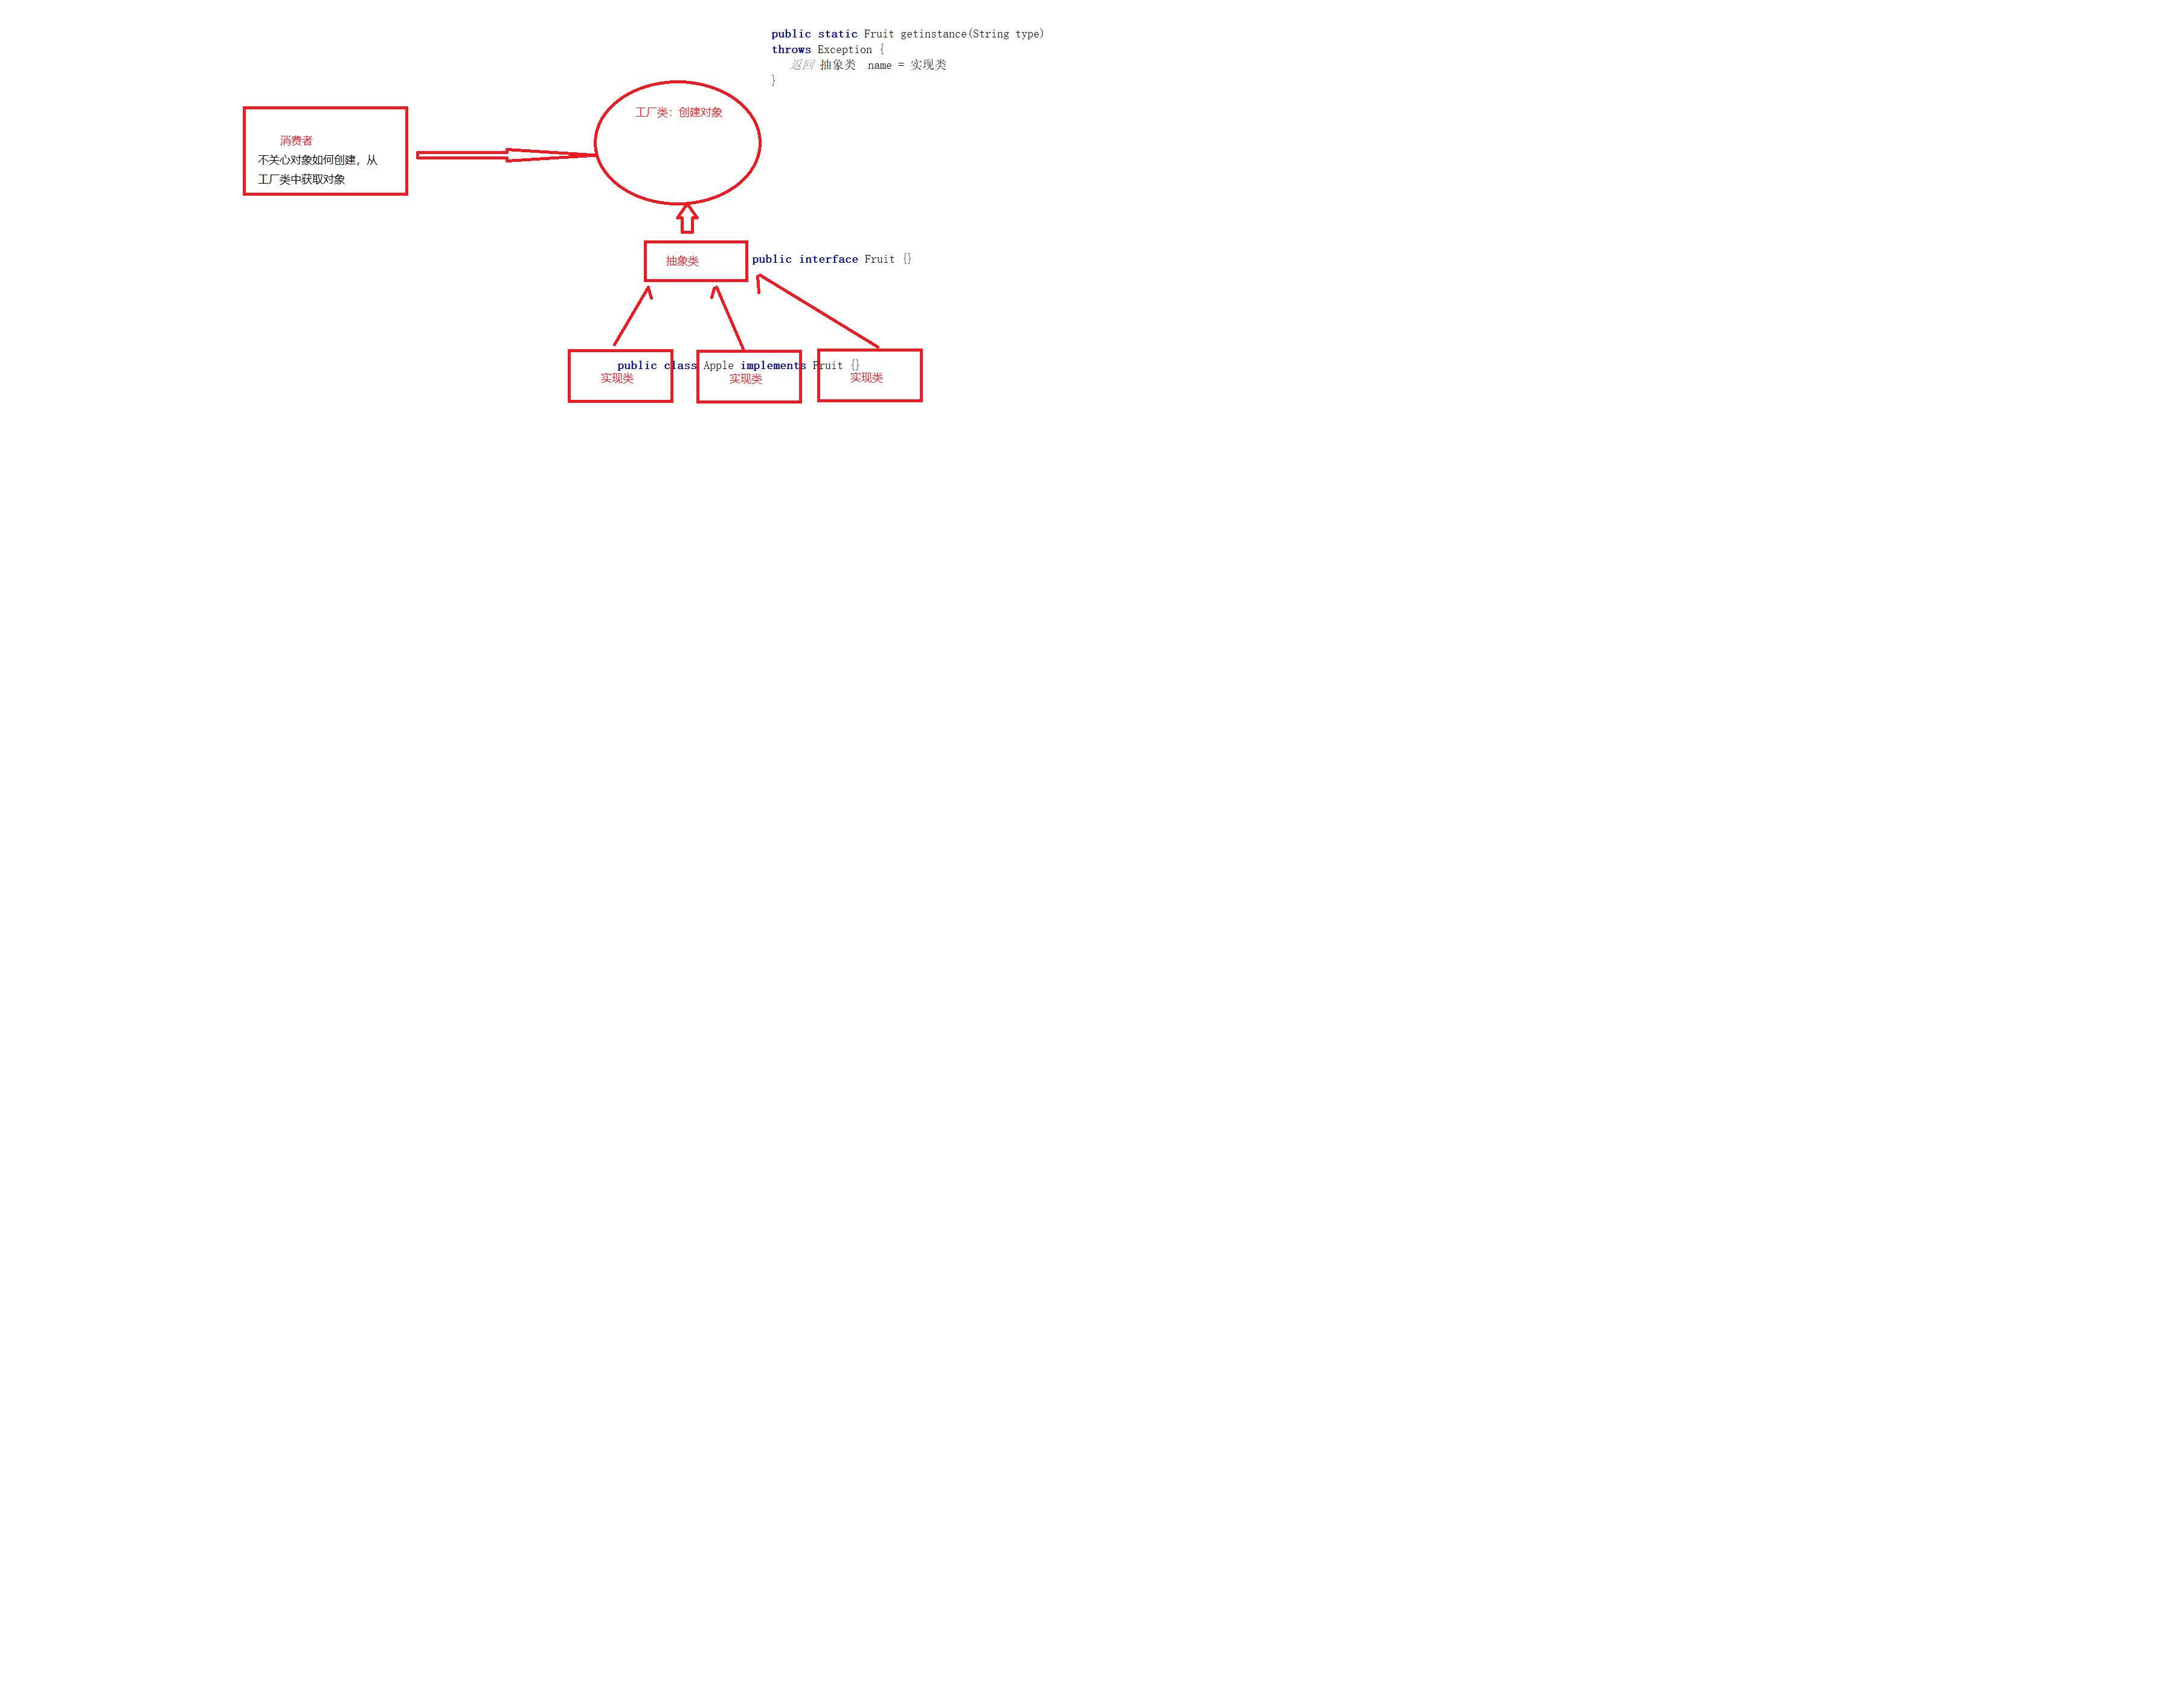 public static Fruit getinstance(String type)
throws Exception {
返回 抽象类 name = 实现类
}
工厂类：创建对象
消费者
不关心对象如何创建，从
工厂类中获取对象
抽象类
public interface Fruit {}
public class Apple implements Fruit {}
实现类
实现类
实现类